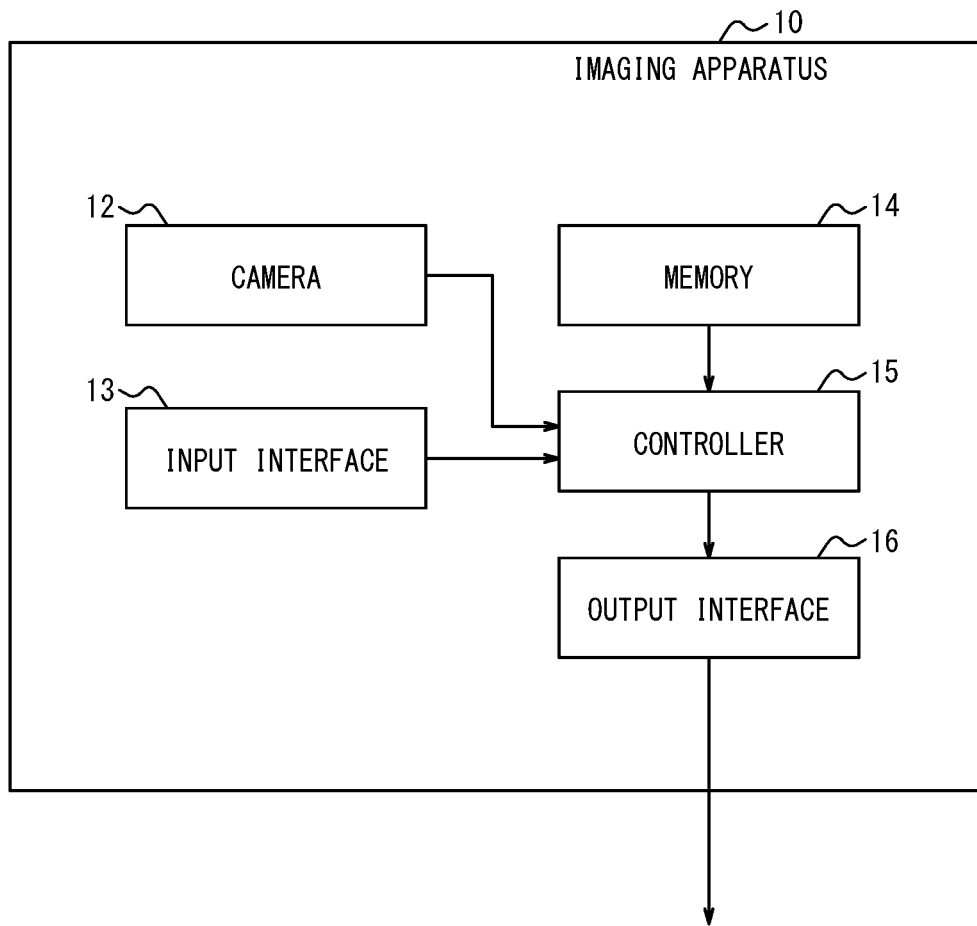 10
IMAGING APPARATUS
12
CAMERA
14
MEMORY
13
INPUT INTERFACE
15
CONTROLLER
16
OUTPUT INTERFACE